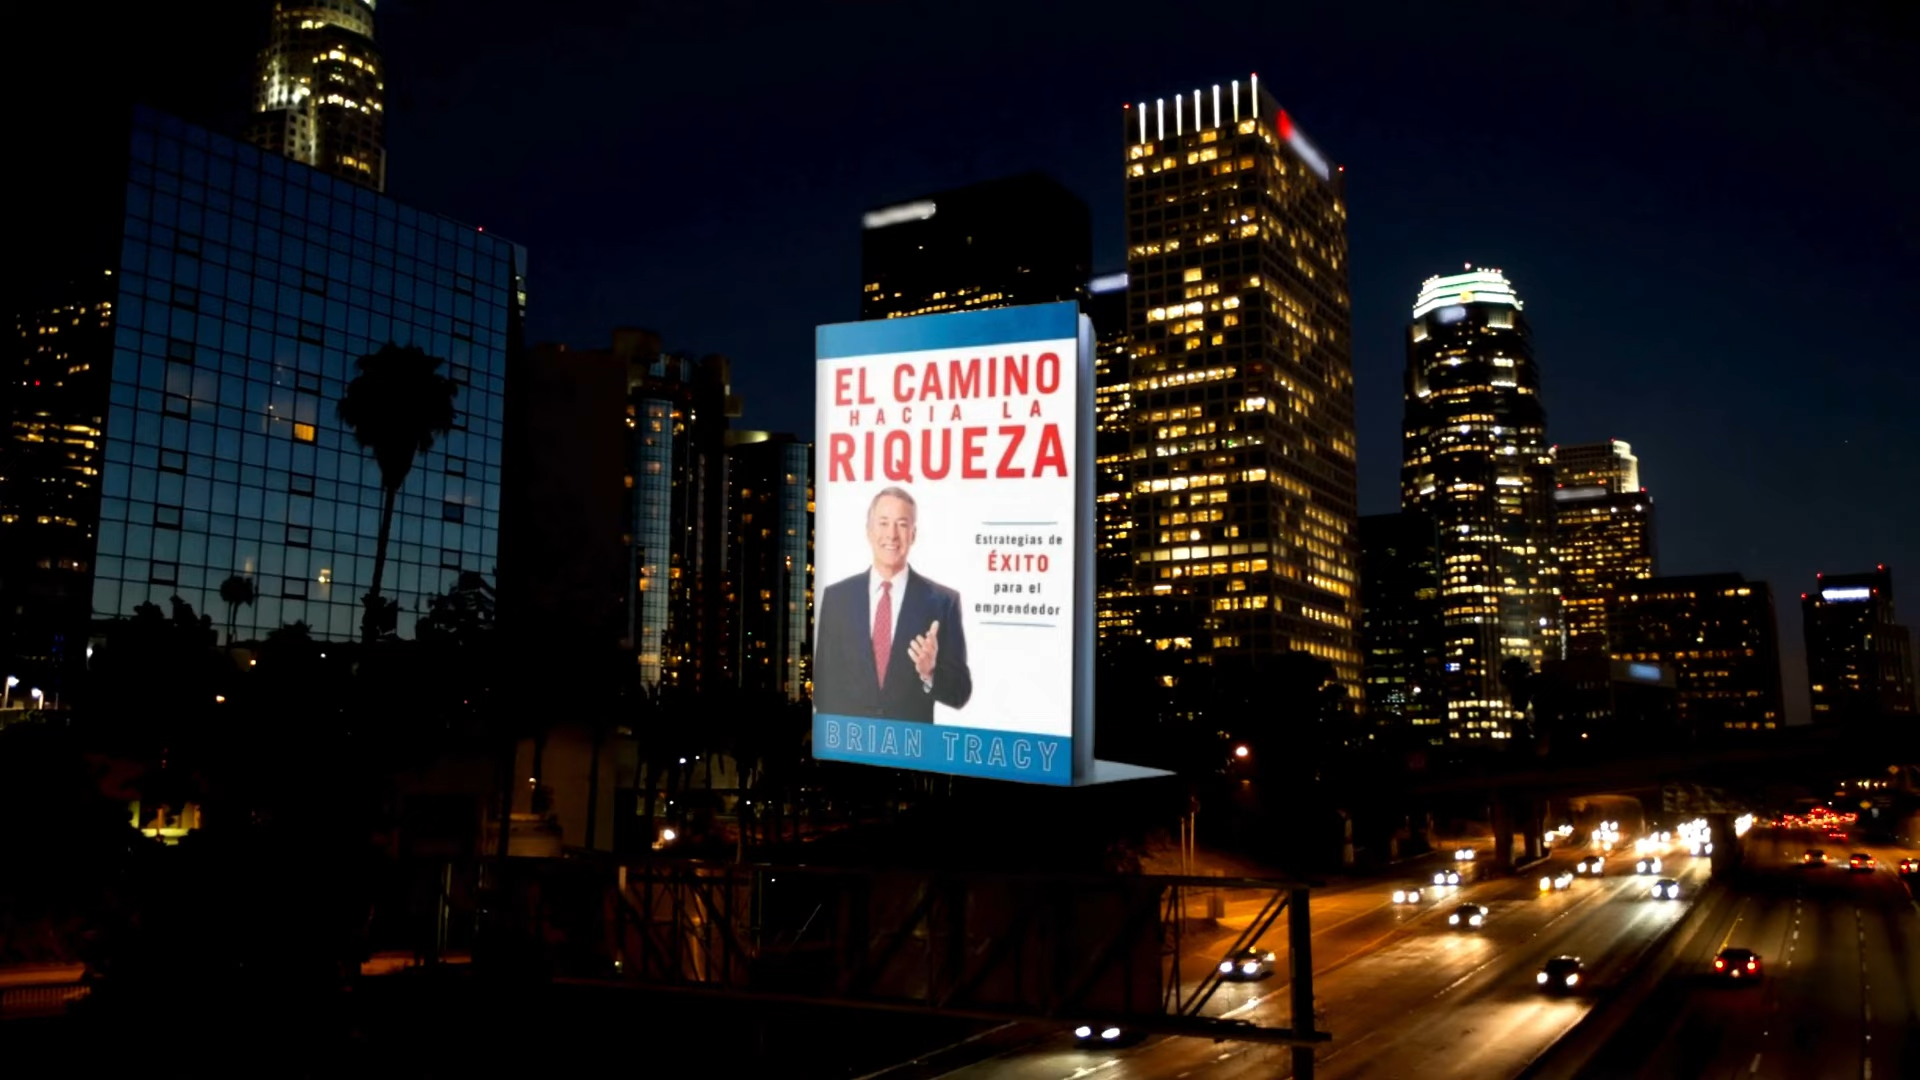 EL CAMINO
HACIA LA
RIQUEZA
Estrategias de
ÉXITO
para el
emprendedor
BRIAN TRACY